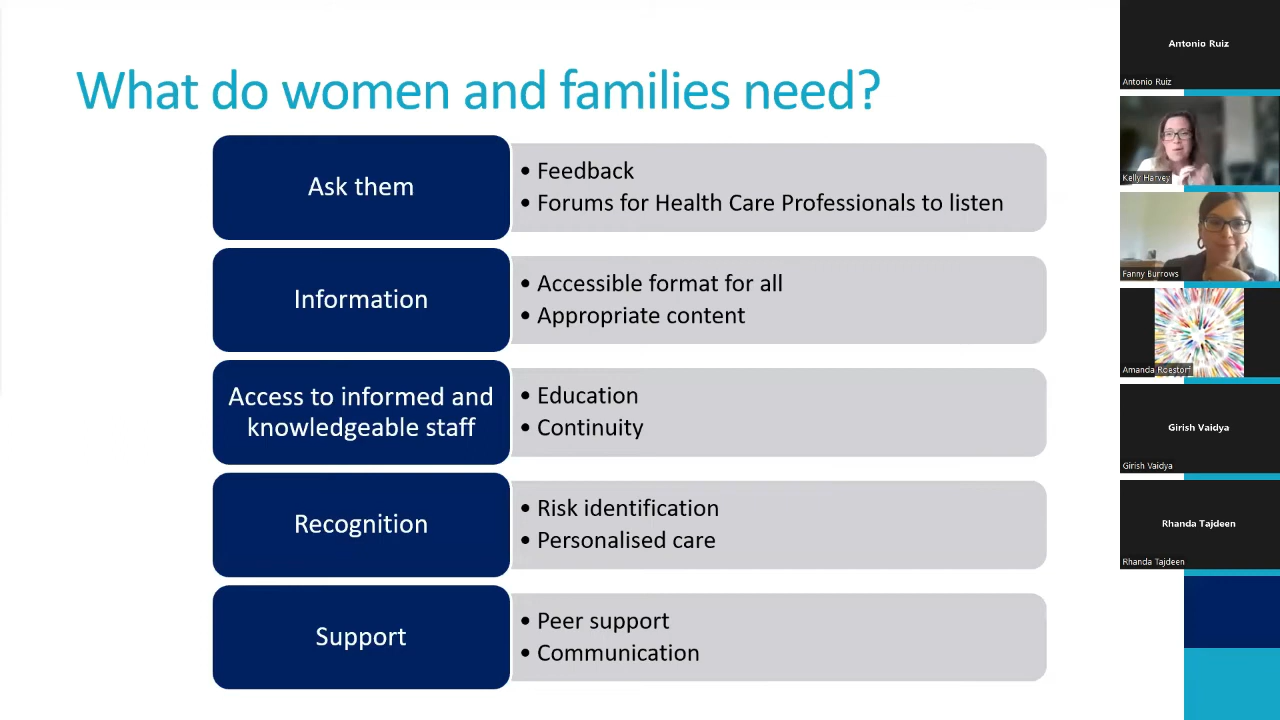 What do women and families need?
Ask them
• Feedback
• Forums for Health Care Professionals to listen
Information
• Accessible format for all
• Appropriate content
Access to informed and
knowledgeable staff
• Education
• Continuity
Recognition
• Risk identification
• Personalised care
Support
• Peer support
• Communication
Antonio Ruiz
Antonio Ruiz
Kelly Harvey
Fanny Burrows
Amanda Roestorf
Girish Vaidya
Girish Vaidya
Rhanda Tajdeen
Rhanda Tajdeen